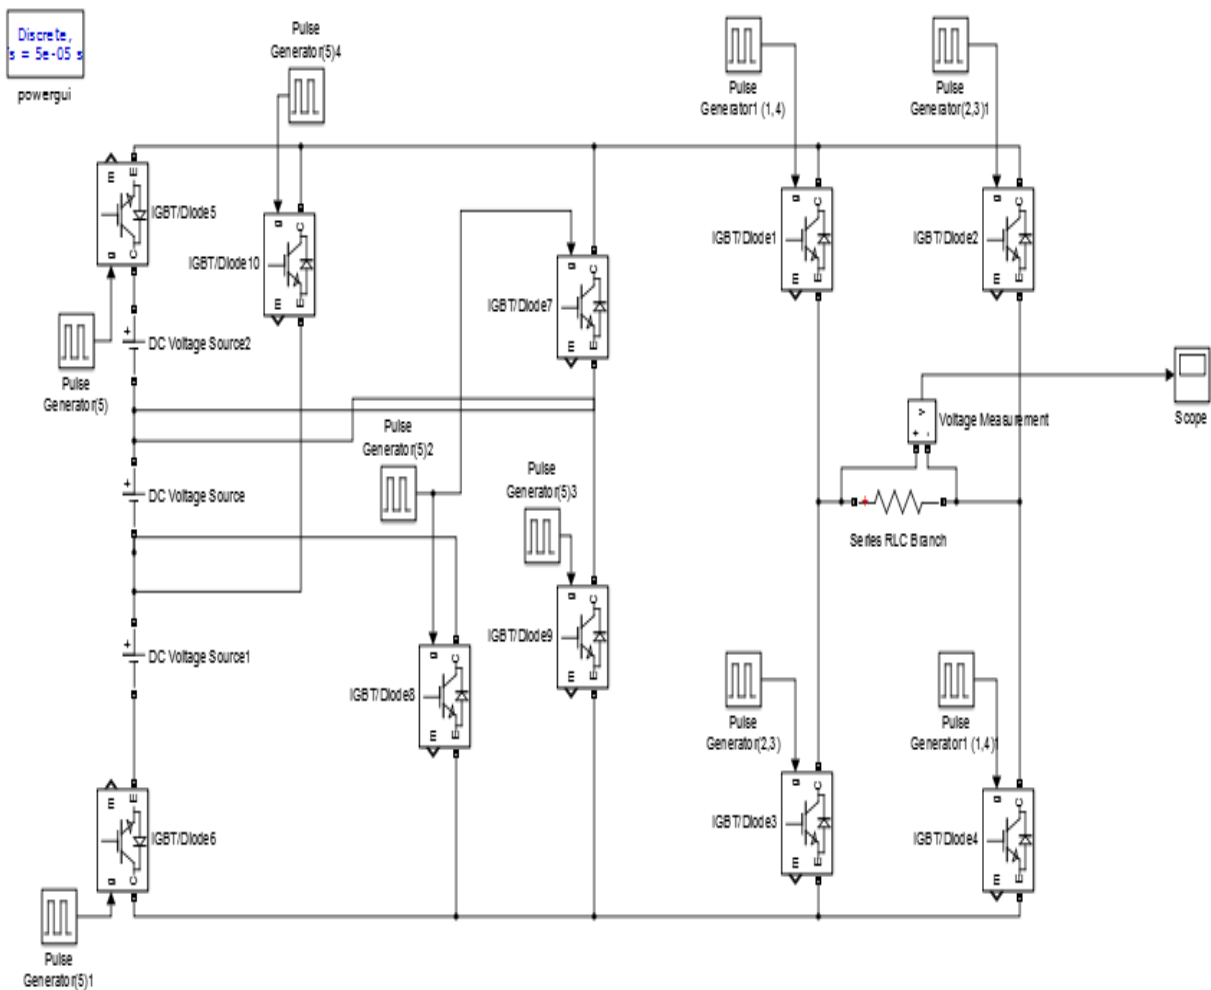 Discrete,
s = 5e-05 s
powergui
Pulse
Generator(5)4
Pulse
Generator1 (1,4)
Pulse
Generator(2,3)1
m
E
g
C
IGBT/Diode5
g
C
m
E
IGBT/Diode10
g
C
m
E
IGBT/Diode7
g
C
m
E
IGBT/Diode1
g
C
m
E
IGBT/Diode2
Pulse
Generator(5)
+
DC Voltage Source2
Pulse
Generator(5)2
Pulse
Generator(5)3
+
DC Voltage Source
v
+
-
Voltage Measurement
Scope
+
Series RLC Branch
+
DC Voltage Source1
g
C
m
E
IGBT/Diode8
g
C
m
E
IGBT/Diode9
Pulse
Generator(2,3)
Pulse
Generator1 (1,4)1
m
E
g
C
IGBT/Diode6
g
C
m
E
IGBT/Diode3
g
C
m
E
IGBT/Diode4
Pulse
Generator(5)1